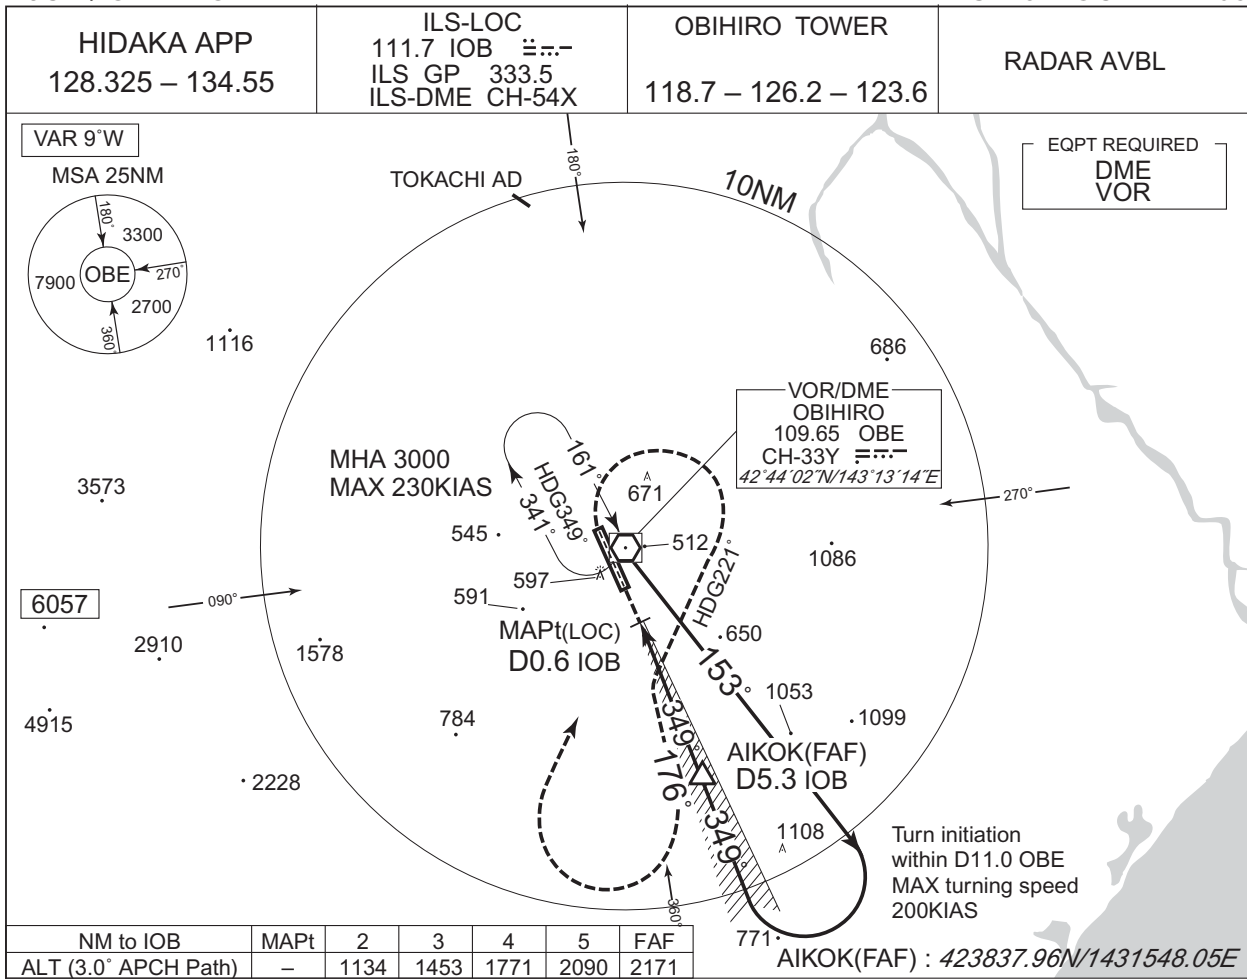 HIDAKA APP
128.325 – 134.55
ILS-LOC
111.7 IOB
ILS GP 333.5
ILS-DME CH-54X
OBIHIRO TOWER
118.7 – 126.2 – 123.6
RADAR AVBL
VAR 9°W
MSA 25NM
180°
3300
7900
OBE
270°
2700
360°
EQPT REQUIRED
DME
VOR
TOKACHI AD
180°
10NM
1116
686
VOR/DME
OBIHIRO
109.65 OBE
CH-33Y
42°44′02″N/143°13′14″E
MHA 3000
MAX 230KIAS
161°
HDG349°
341°
671
3573
270°
545
512
1086
597
HDG221°
6057
090°
591
MAPt(LOC)
D0.6 IOB
650
2910
1578
153°
1053
4915
784
1099
349°
176°
AIKOK(FAF)
D5.3 IOB
2228
349°
1108
Turn initiation
within D11.0 OBE
MAX turning speed
200KIAS
360°
771
AIKOK(FAF) : 423837.96N/1431548.05E
NM to IOB MAPt 2 3 4 5 FAF
ALT (3.0° APCH Path) – 1134 1453 1771 2090 2171